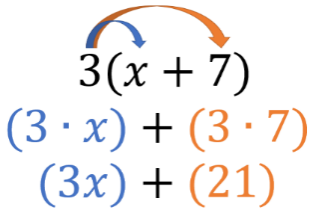 3(x + 7)
(3 · x) + (3 · 7)
(3x) + (21)